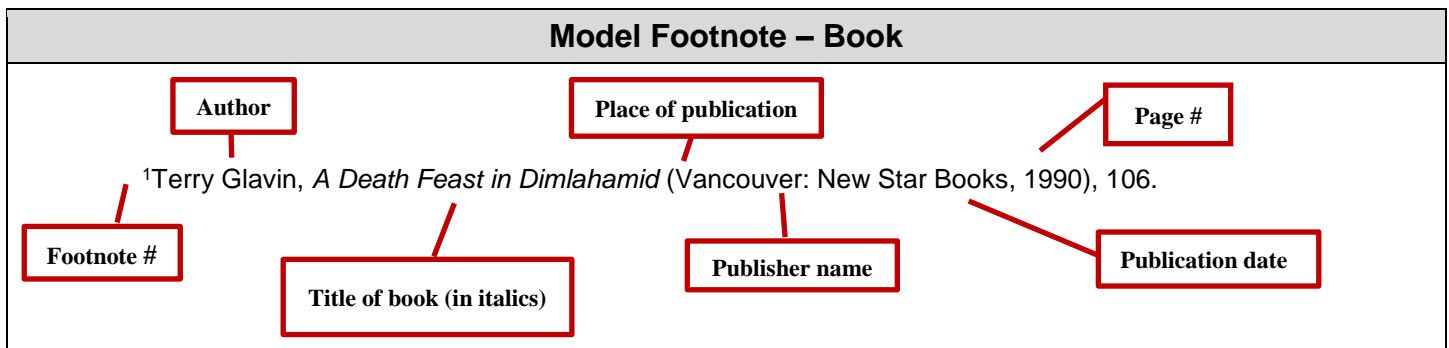 Model Footnote – Book
Author
Place of publication
Page #
¹Terry Glavin, A Death Feast in Dimlahamid (Vancouver: New Star Books, 1990), 106.
Footnote #
Title of book (in italics)
Publisher name
Publication date